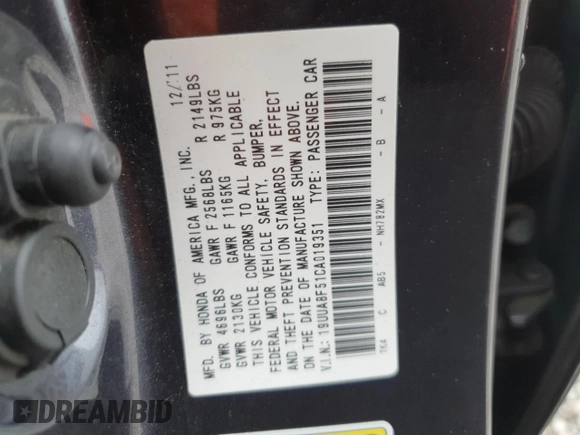 MFD. BY HONDA OF AMERICA MFG., INC. 12/11
GVWR 4696LBS GAWR F 2568LBS R 2149LBS
GVWR 2130KG GAWR F 1165KG R 975KG
THIS VEHICLE CONFORMS TO ALL APPLICABLE
FEDERAL MOTOR VEHICLE SAFETY, BUMPER,
AND THEFT PREVENTION STANDARDS IN EFFECT
ON THE DATE OF MANUFACTURE SHOWN ABOVE.
V.I.N.: 19UUA8F51CA019351 TYPE: PASSENGER CAR
TK4 C AB5 - NH782MX - B - A
DREAMBID